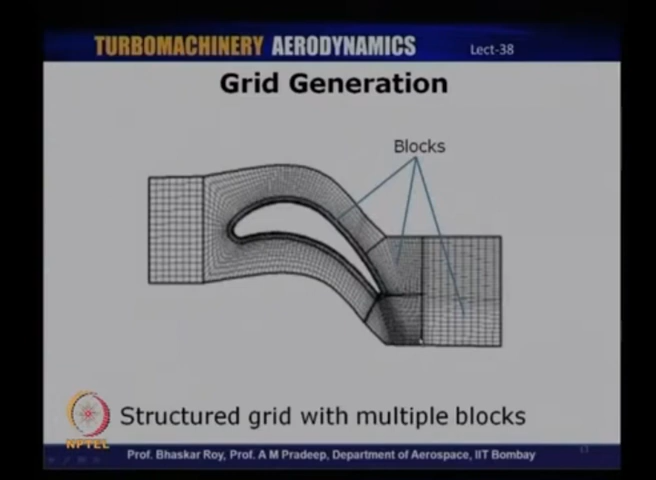 TURBOMACHINERY AERODYNAMICS Lect-38
Grid Generation
Blocks
Structured grid with multiple blocks
NPTEL
Prof. Bhaskar Roy, Prof. A M Pradeep, Department of Aerospace, IIT Bombay